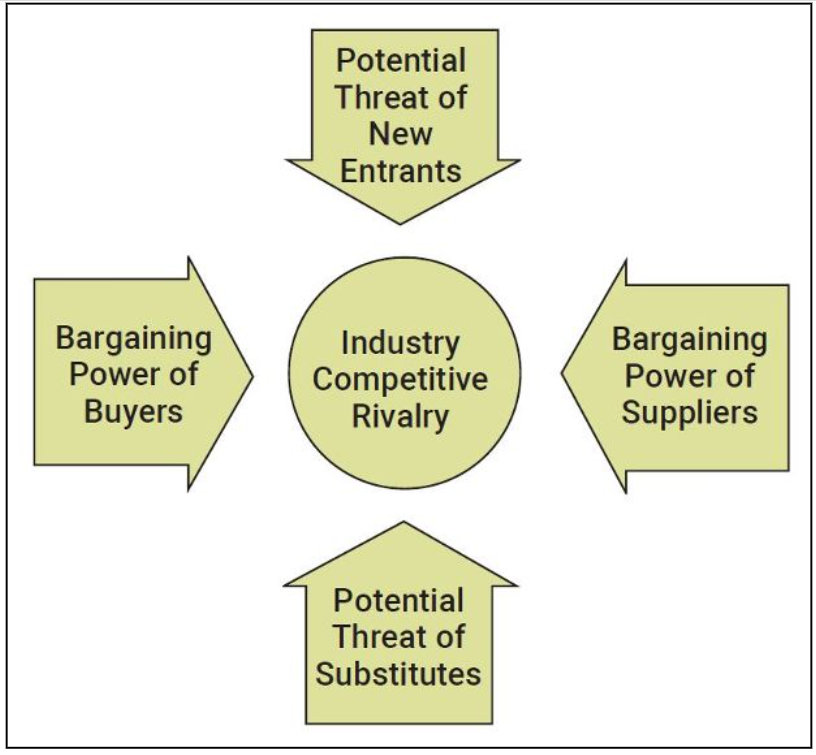 Potential
Threat of
New
Entrants
Bargaining
Power of
Buyers
Industry
Competitive
Rivalry
Bargaining
Power of
Suppliers
Potential
Threat of
Substitutes